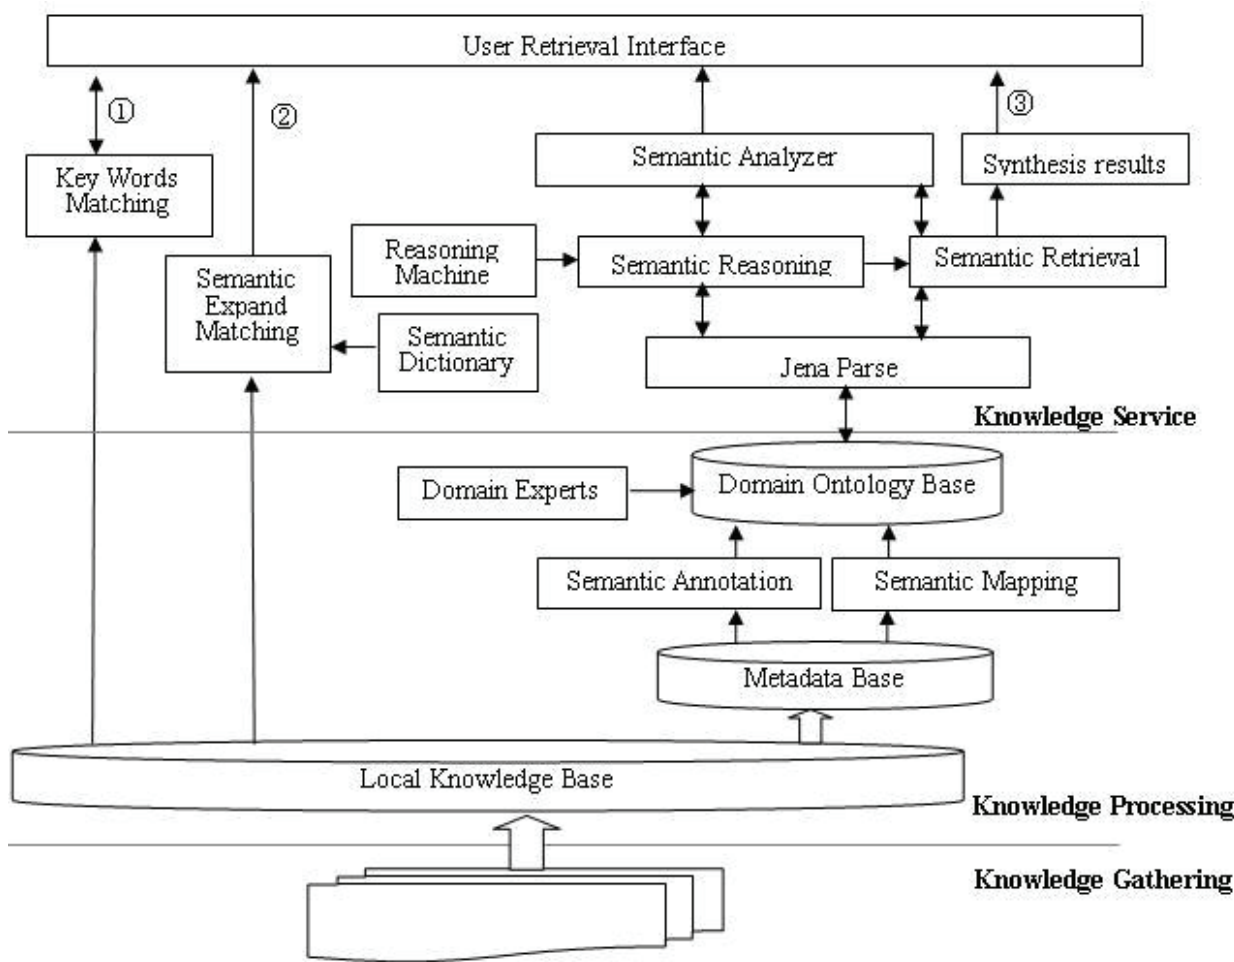 User Retrieval Interface
①
②
③
Key Words
Matching
Semantic Analyzer
Synthesis results
Semantic
Expand
Matching
Reasoning
Machine
Semantic Reasoning
Semantic Retrieval
Semantic
Dictionary
Jena Parse
Knowledge Service
Domain Experts
Domain Ontology Base
Semantic Annotation
Semantic Mapping
Metadata Base
Local Knowledge Base
Knowledge Processing
Knowledge Gathering